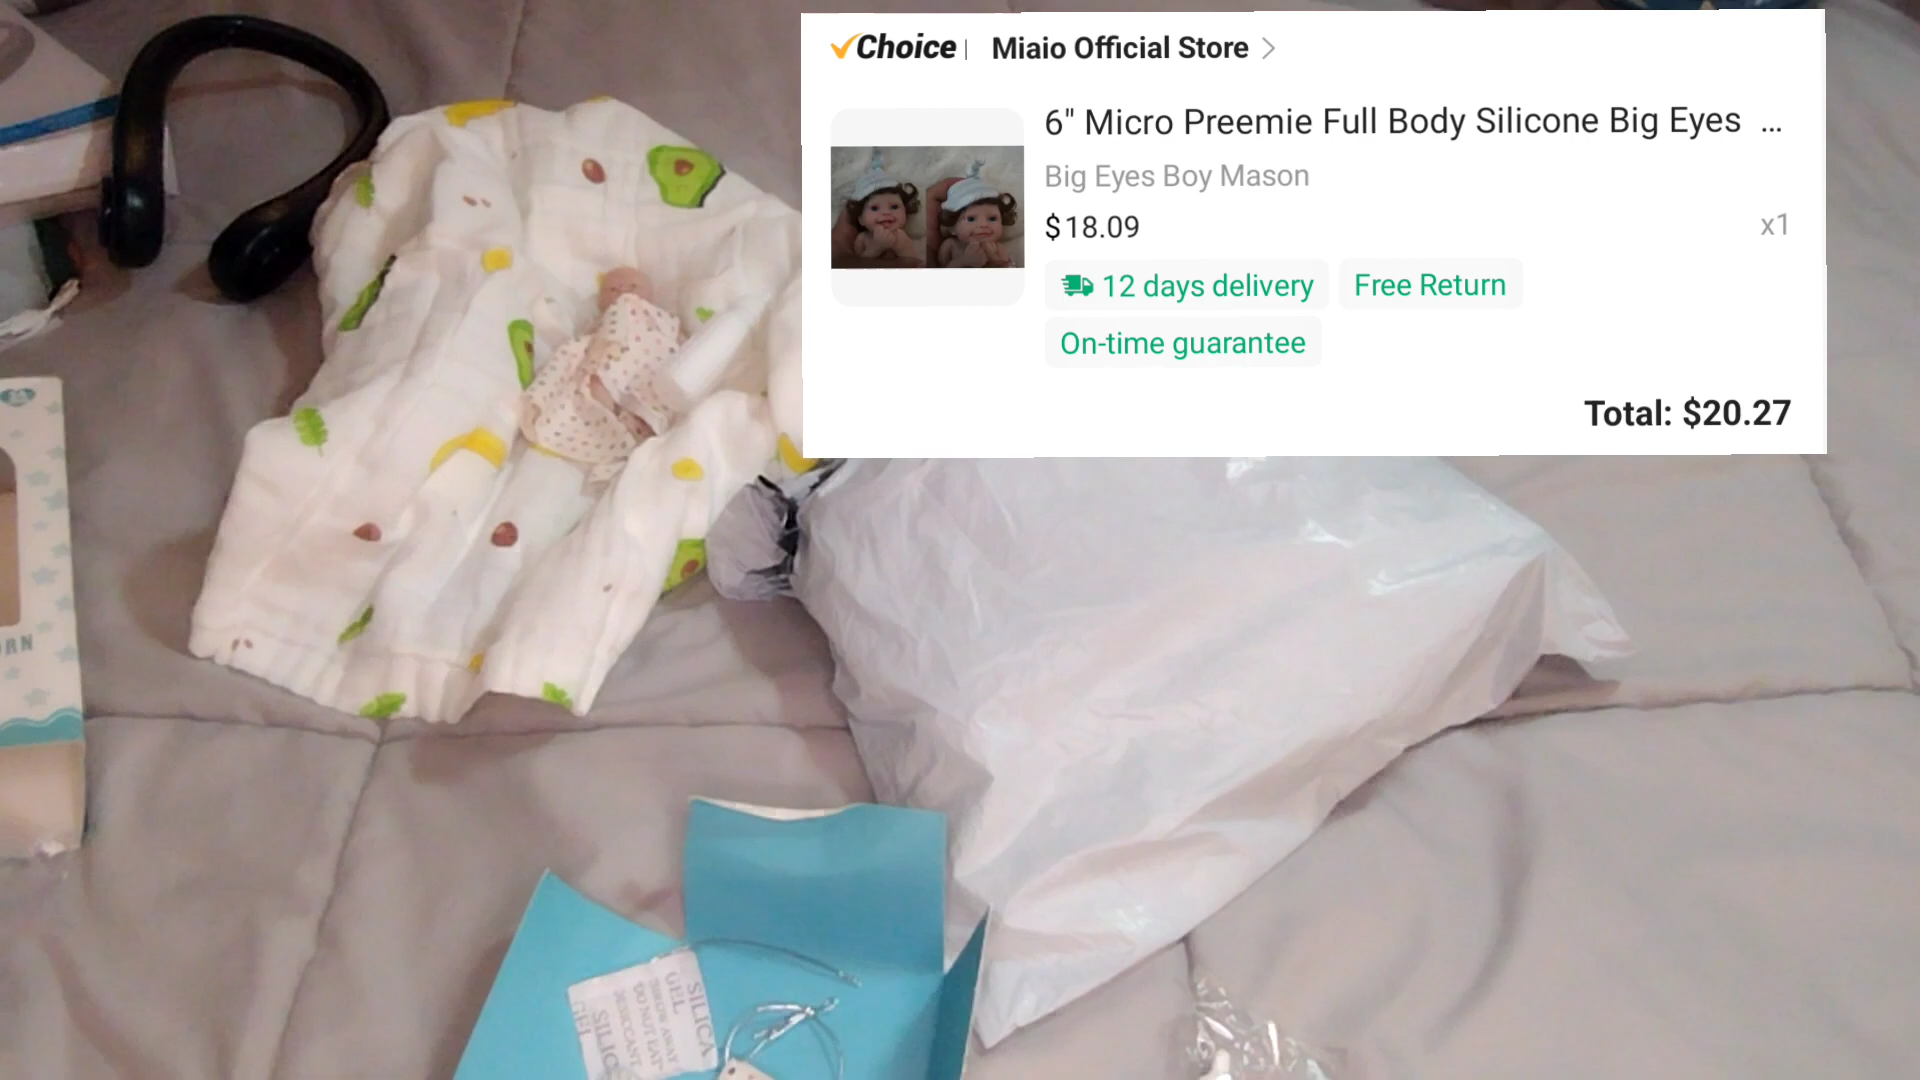 Choice | Miaio Official Store >
6" Micro Preemie Full Body Silicone Big Eyes ...
Big Eyes Boy Mason
$18.09
x1
12 days delivery
Free Return
On-time guarantee
Total: $20.27
SILICA
GEL
THROW AWAY
DO NOT EAT
DESICCANT
SILIC
GEL